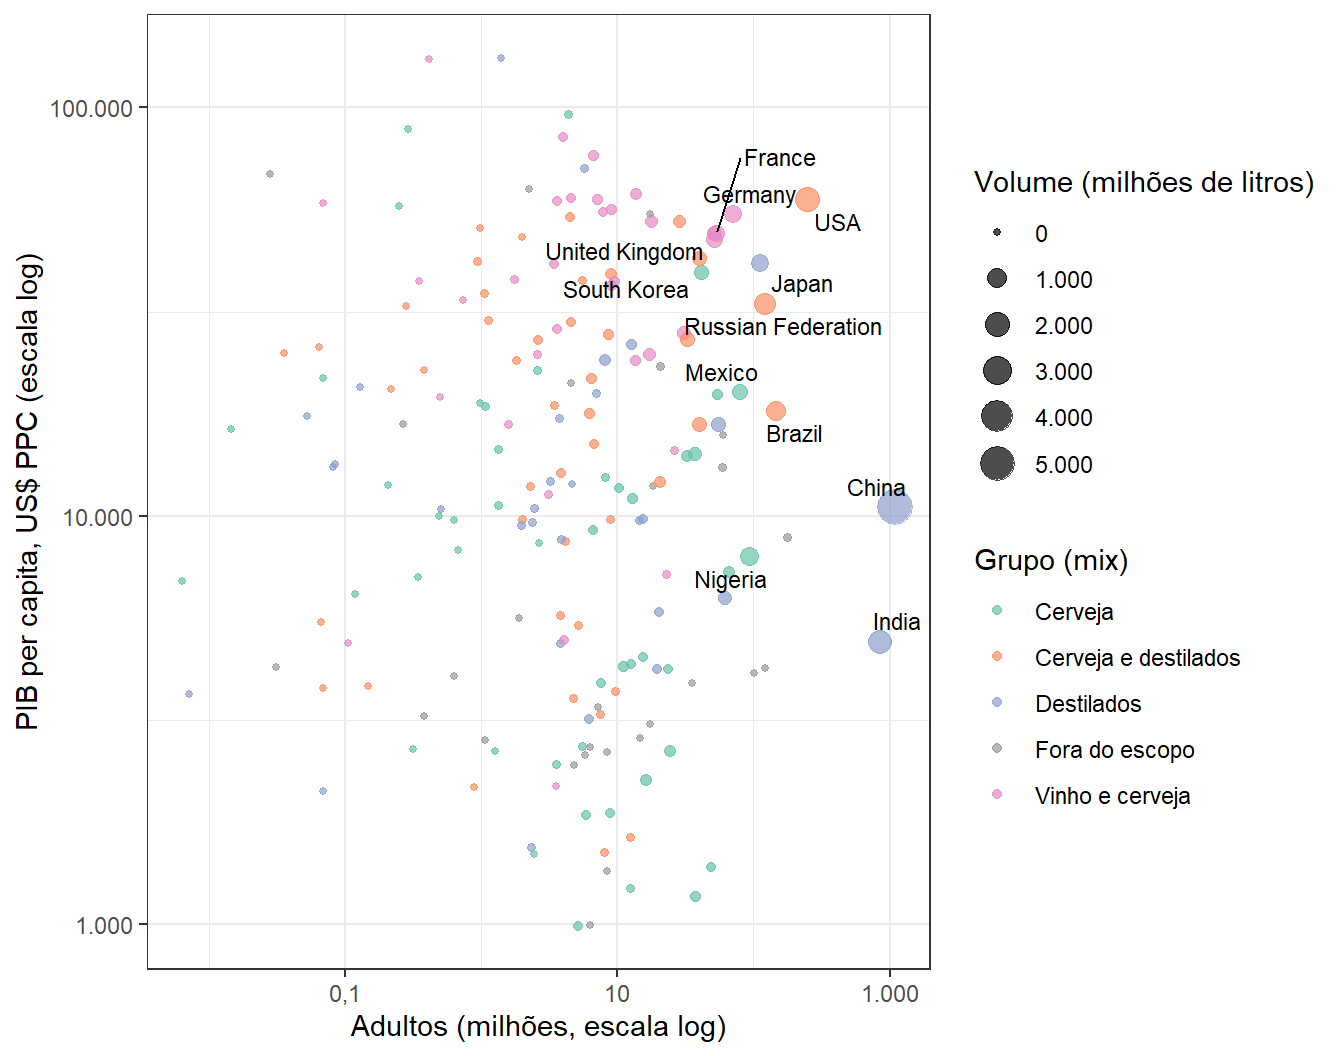 PIB per capita, US$ PPC (escala log)
100.000
10.000
1.000
0,1
10
1.000
Adultos (milhões, escala log)
France
Germany
USA
United Kingdom
South Korea
Japan
Russian Federation
Mexico
Brazil
China
Nigeria
India
Volume (milhões de litros)
0
1.000
2.000
3.000
4.000
5.000
Grupo (mix)
Cerveja
Cerveja e destilados
Destilados
Fora do escopo
Vinho e cerveja